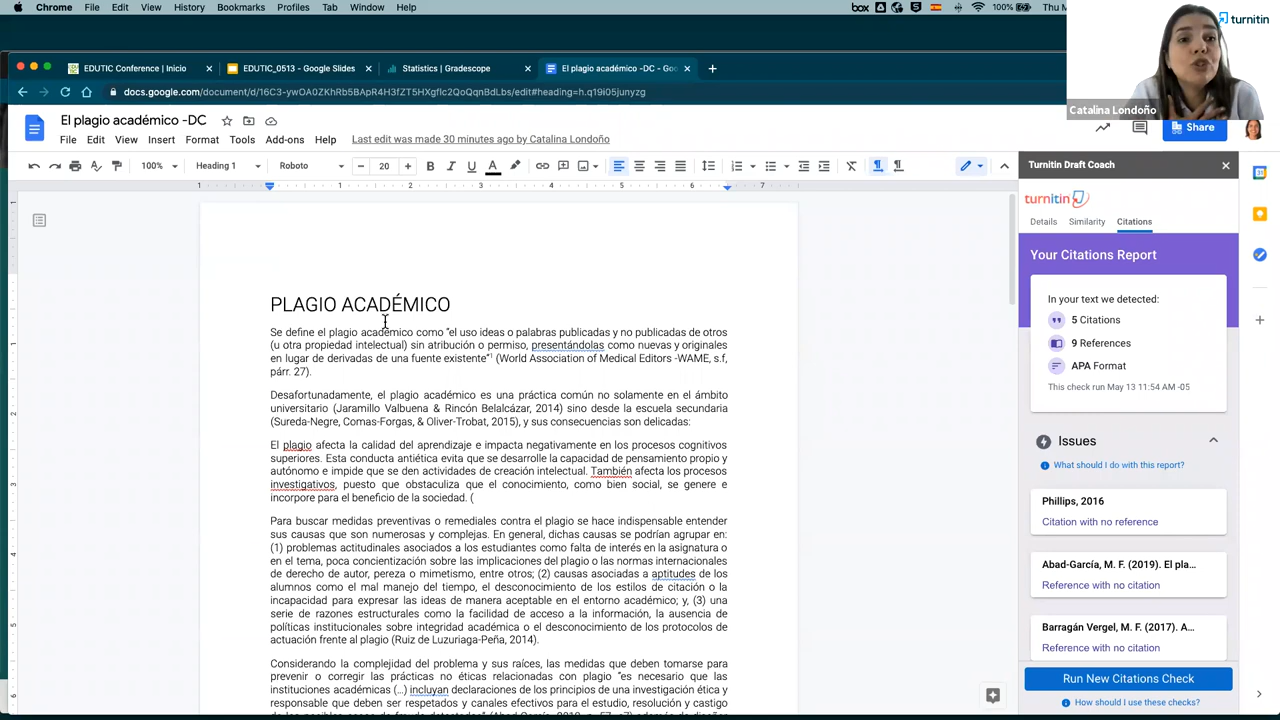 Chrome File Edit View History Bookmarks Profiles Tab Window Help
box 100% Thu M
turnitin
Catalina Londoño
EDUTIC Conference | Inicio
EDUTIC_0513 - Google Slides
Statistics | Gradescope
El plagio académico -DC - Goo
docs.google.com/document/d/16C3-ywOA0ZKhRb5BApR4H3fZT5HXgflc2QoQqnBdLbs/edit#heading=h.q19i05junyzg
El plagio académico -DC
File Edit View Insert Format Tools Add-ons Help Last edit was made 30 minutes ago by Catalina Londoño
Share
100% Heading 1 Roboto 20
1 1 2 3 4 5 6 7
PLAGIO ACADÉMICO
Se define el plagio académico como "el uso ideas o palabras publicadas y no publicadas de otros
(u otra propiedad intelectual) sin atribución o permiso, presentándolas como nuevas y originales
en lugar de derivadas de una fuente existente"¹ (World Association of Medical Editors -WAME, s.f,
párr. 27).
Desafortunadamente, el plagio académico es una práctica común no solamente en el ámbito
universitario (Jaramillo Valbuena & Rincón Belalcázar, 2014) sino desde la escuela secundaria
(Sureda-Negre, Comas-Forgas, & Oliver-Trobat, 2015), y sus consecuencias son delicadas:
El plagio afecta la calidad del aprendizaje e impacta negativamente en los procesos cognitivos
superiores. Esta conducta antiética evita que se desarrolle la capacidad de pensamiento propio y
autónomo e impide que se den actividades de creación intelectual. También afecta los procesos
investigativos, puesto que obstaculiza que el conocimiento, como bien social, se genere e
incorpore para el beneficio de la sociedad. (
Para buscar medidas preventivas o remediales contra el plagio se hace indispensable entender
sus causas que son numerosas y complejas. En general, dichas causas se podrían agrupar en:
(1) problemas actitudinales asociados a los estudiantes como falta de interés en la asignatura o
en el tema, poca concientización sobre las implicaciones del plagio o las normas internacionales
de derecho de autor, pereza o mimetismo, entre otros; (2) causas asociadas a aptitudes de los
alumnos como el mal manejo del tiempo, el desconocimiento de los estilos de citación o la
incapacidad para expresar las ideas de manera aceptable en el entorno académico; y, (3) una
serie de razones estructurales como la facilidad de acceso a la información, la ausencia de
políticas institucionales sobre integridad académica o el desconocimiento de los protocolos de
actuación frente al plagio (Ruiz de Luzuriaga-Peña, 2014).
Considerando la complejidad del problema y sus raíces, las medidas que deben tomarse para
prevenir o corregir las prácticas no éticas relacionadas con plagio "es necesario que las
instituciones académicas (...) incluyan declaraciones de los principios de una investigación ética y
responsable que deben ser respetados y canales efectivos para el estudio, resolución y castigo
Turnitin Draft Coach
turnitin
Details Similarity Citations
Your Citations Report
In your text we detected:
5 Citations
9 References
APA Format
This check run May 13 11:54 AM -05
Issues
What should I do with this report?
Phillips, 2016
Citation with no reference
Abad-García, M. F. (2019). El pla...
Reference with no citation
Barragán Vergel, M. F. (2017). A...
Reference with no citation
Run New Citations Check
How should I use these checks?